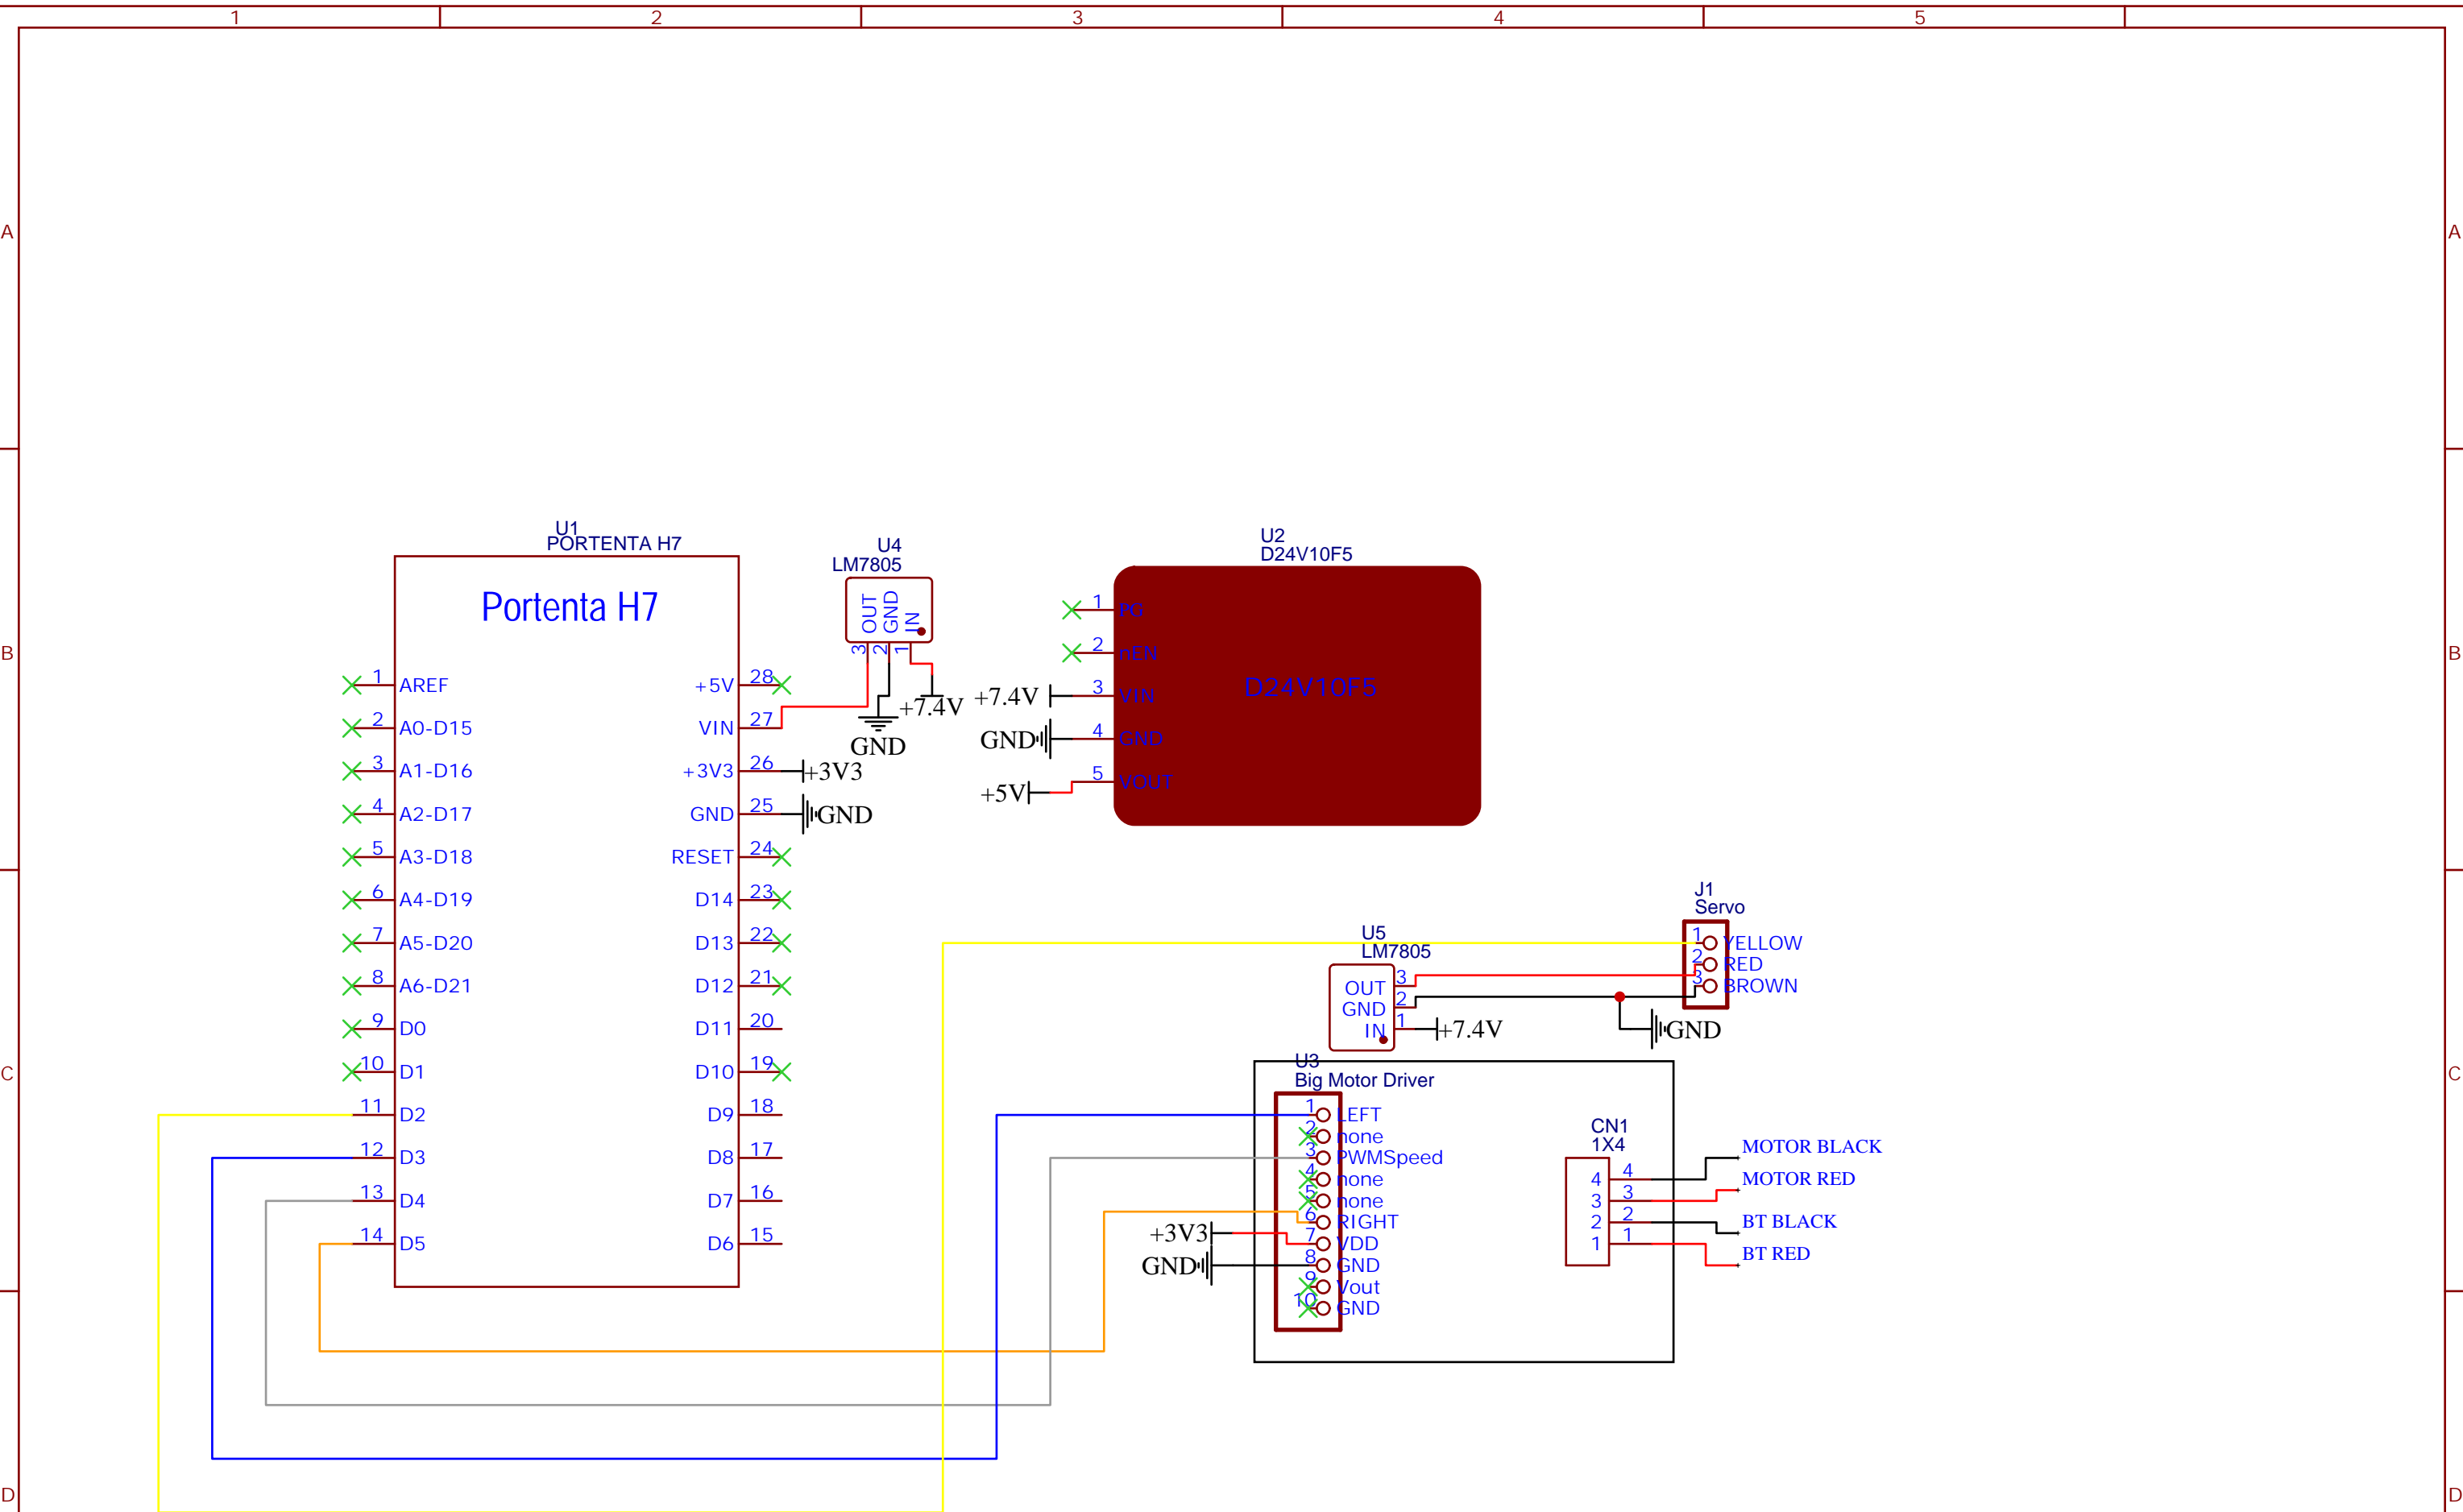 1 2 3 4 5
A A
B B
C C
D D
U1
PORTENTA H7
Portenta H7
1 AREF
2 A0-D15
3 A1-D16
4 A2-D17
5 A3-D18
6 A4-D19
7 A5-D20
8 A6-D21
9 D0
10 D1
11 D2
12 D3
13 D4
14 D5
+5V 28
VIN 27
+3V3 26 +3V3
GND 25 GND
RESET 24
D14 23
D13 22
D12 21
D11 20
D10 19
D9 18
D8 17
D7 16
D6 15
U4
LM7805
OUT
GND
IN
3 2 1
+7.4V
GND
U2
D24V10F5
D24V10F5
1 PG
2 nEN
+7.4V 3 VIN
GND 4 GND
+5V 5 VOUT
J1
Servo
1 YELLOW
2 RED
3 BROWN
GND
U5
LM7805
OUT 3
GND 2
IN 1 +7.4V
U3
Big Motor Driver
1 LEFT
2 none
3 PWMSpeed
4 none
5 none
6 RIGHT
+3V3 7 VDD
GND 8 GND
9 Vout
10 GND
CN1
1X4
4 4 MOTOR BLACK
3 3 MOTOR RED
2 2 BT BLACK
1 1 BT RED